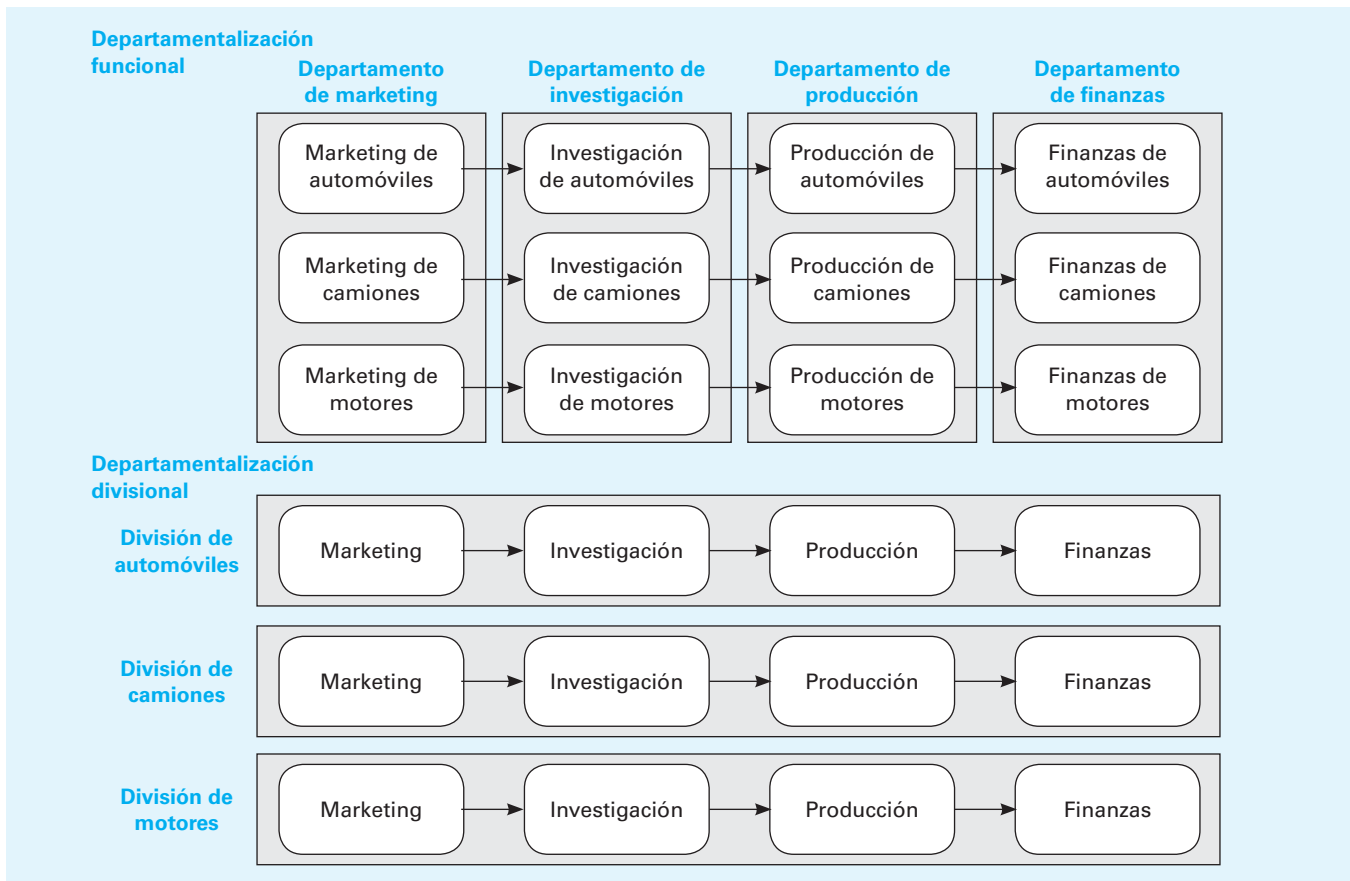 Departamentalización
funcional
Departamento
de marketing
Departamento de
investigación
Departamento de
producción
Departamento
de finanzas
Marketing de
automóviles
Investigación
de automóviles
Producción de
automóviles
Finanzas de
automóviles
Marketing de
camiones
Investigación
de camiones
Producción de
camiones
Finanzas de
camiones
Marketing de
motores
Investigación
de motores
Producción de
motores
Finanzas de
motores
Departamentalización
divisional
División de
automóviles
Marketing
Investigación
Producción
Finanzas
División de
camiones
Marketing
Investigación
Producción
Finanzas
División de
motores
Marketing
Investigación
Producción
Finanzas